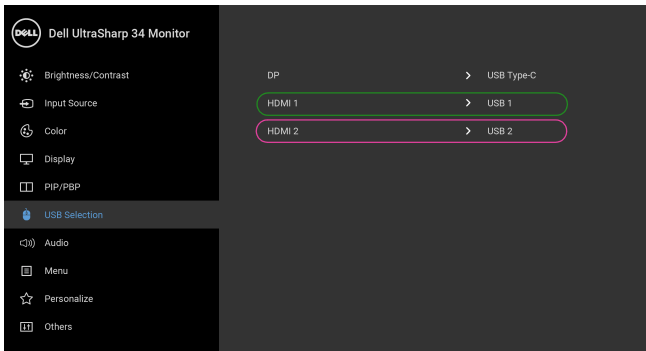 DELL Dell UltraSharp 34 Monitor
Brightness/Contrast
DP > USB Type-C
Input Source
HDMI 1 > USB 1
Color
HDMI 2 > USB 2
Display
PIP/PBP
USB Selection
Audio
Menu
Personalize
Others